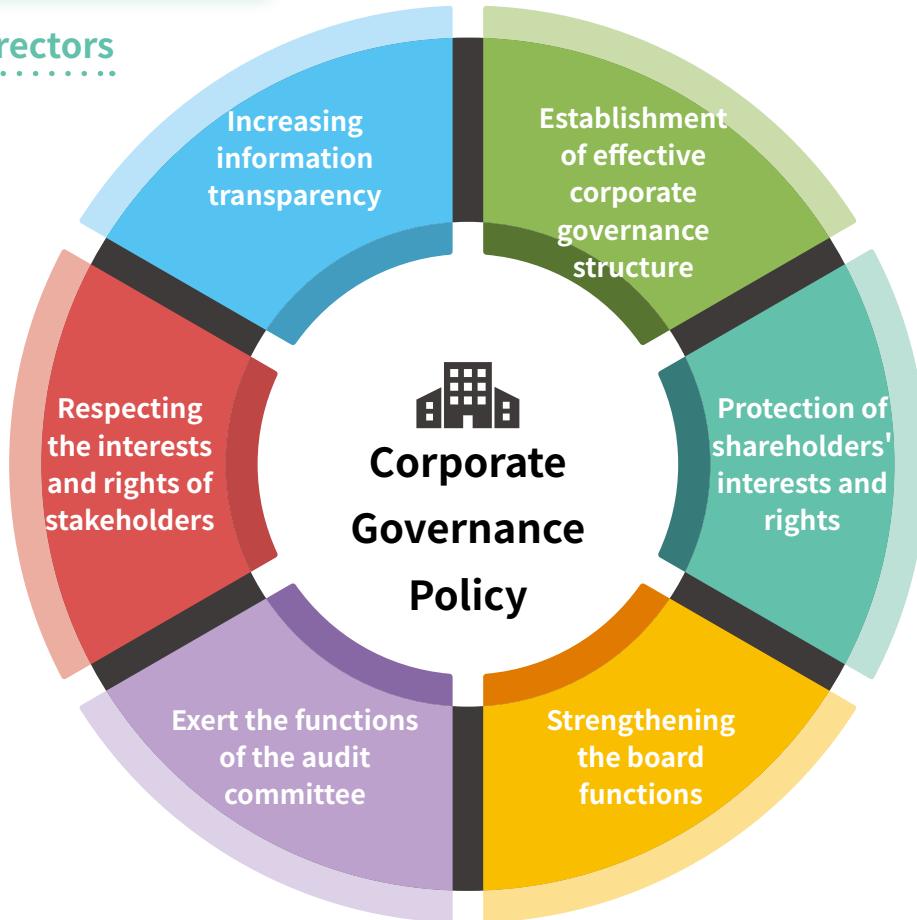 rectors
Increasing
information
transparency
Establishment
of effective
corporate
governance
structure
Respecting
the interests
and rights of
stakeholders
Corporate
Governance
Policy
Protection of
shareholders'
interests and
rights
Exert the functions
of the audit
committee
Strengthening
the board
functions